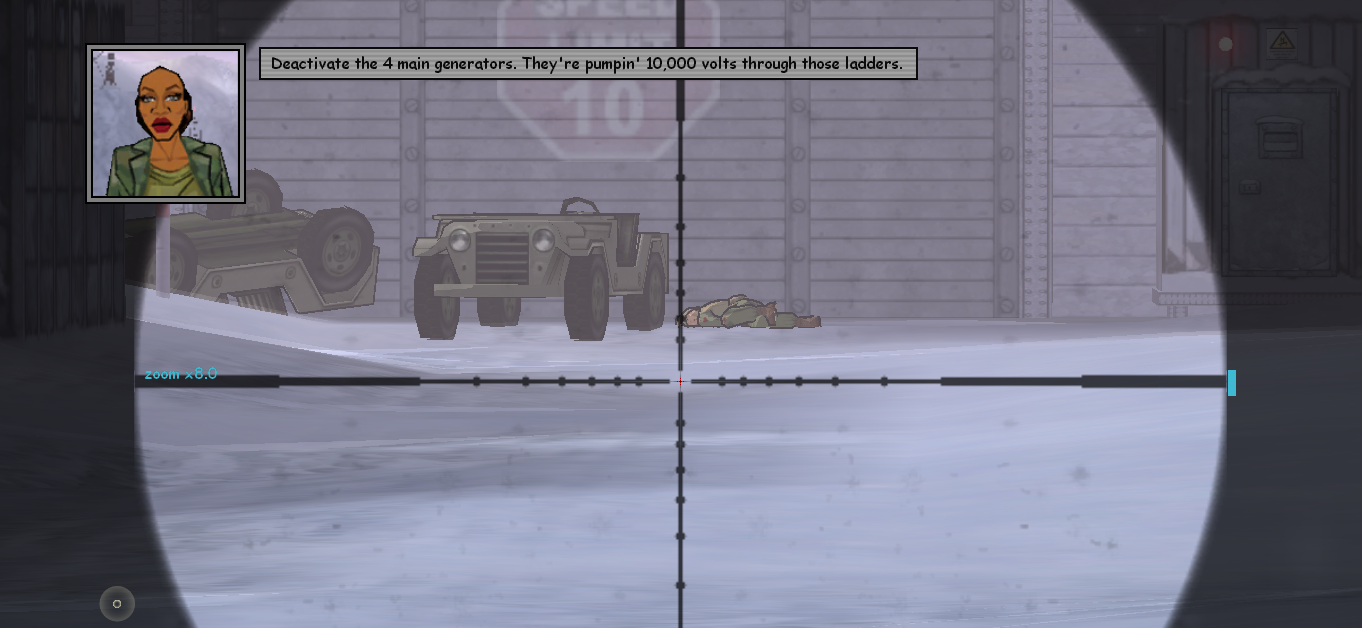 SPEED
LIMIT
10
Deactivate the 4 main generators. They're pumpin' 10,000 volts through those ladders.
zoom x8.0